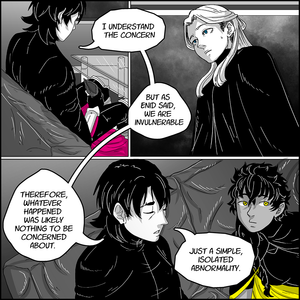 I UNDERSTAND
THE CONCERN
BUT AS
ENID SAID,
WE ARE
INVULNERABLE
THEREFORE,
WHATEVER
HAPPENED
WAS LIKELY
NOTHING TO BE
CONCERNED
ABOUT.
JUST A SIMPLE,
ISOLATED
ABNORMALITY.